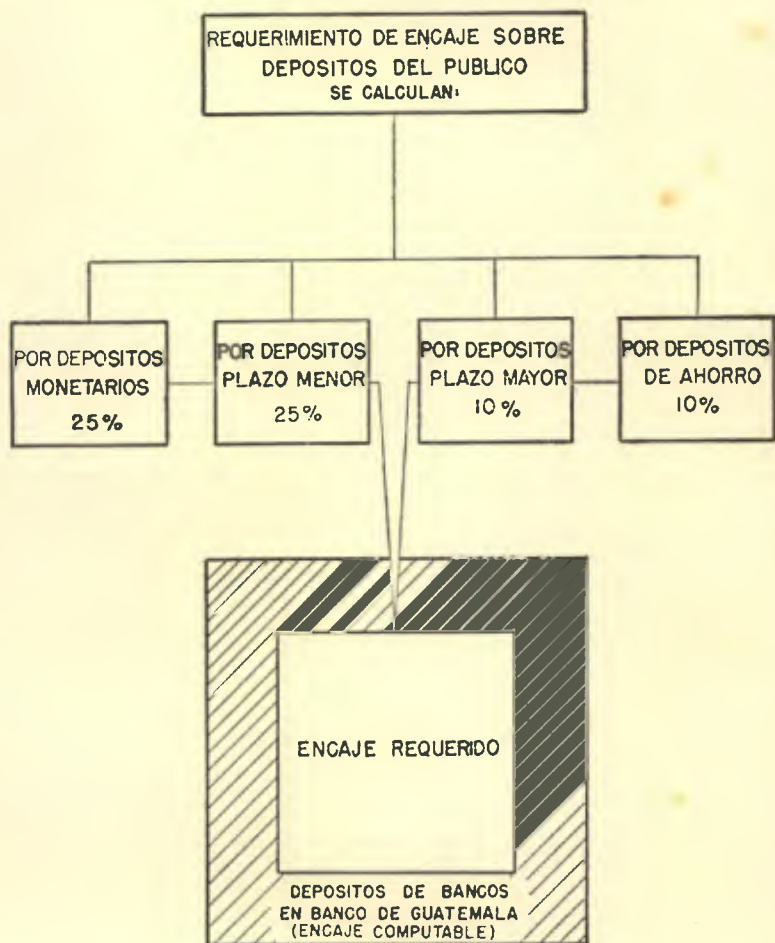 REQUERIMIENTO DE ENCAJE SOBRE
DEPOSITOS DEL PUBLICO
SE CALCULAN:
POR DEPOSITOS
MONETARIOS
25%
POR DEPOSITOS
PLAZO MENOR
25%
POR DEPOSITOS
PLAZO MAYOR
10%
POR DEPOSITOS
DE AHORRO
10%
ENCAJE REQUERIDO
DEPOSITOS DE BANCOS
EN BANCO DE GUATEMALA
(ENCAJE COMPUTABLE)